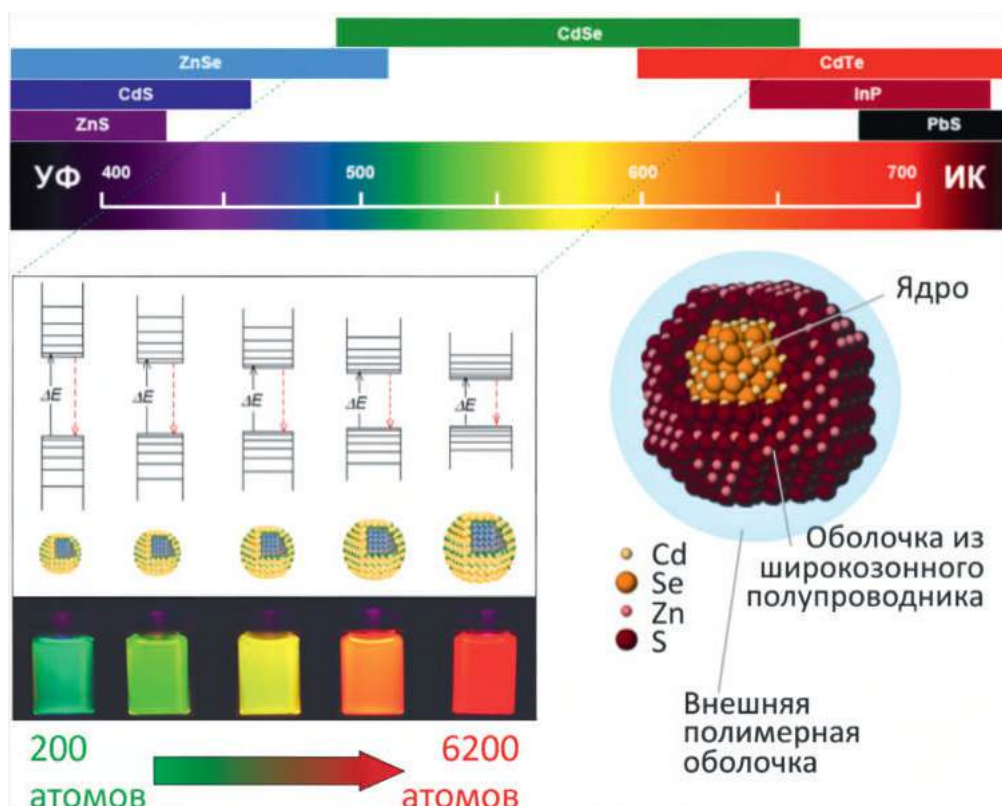 CdSe
ZnSe
CdTe
CdS
InP
ZnS
PbS
УФ 400 500 600 700 ИК
ΔE
ΔE
ΔE
ΔE
ΔE
Ядро
Cd
Se
Zn
S
Оболочка из
широкозонного
полупроводника
Внешняя
полимерная
оболочка
200
атомов
6200
атомов